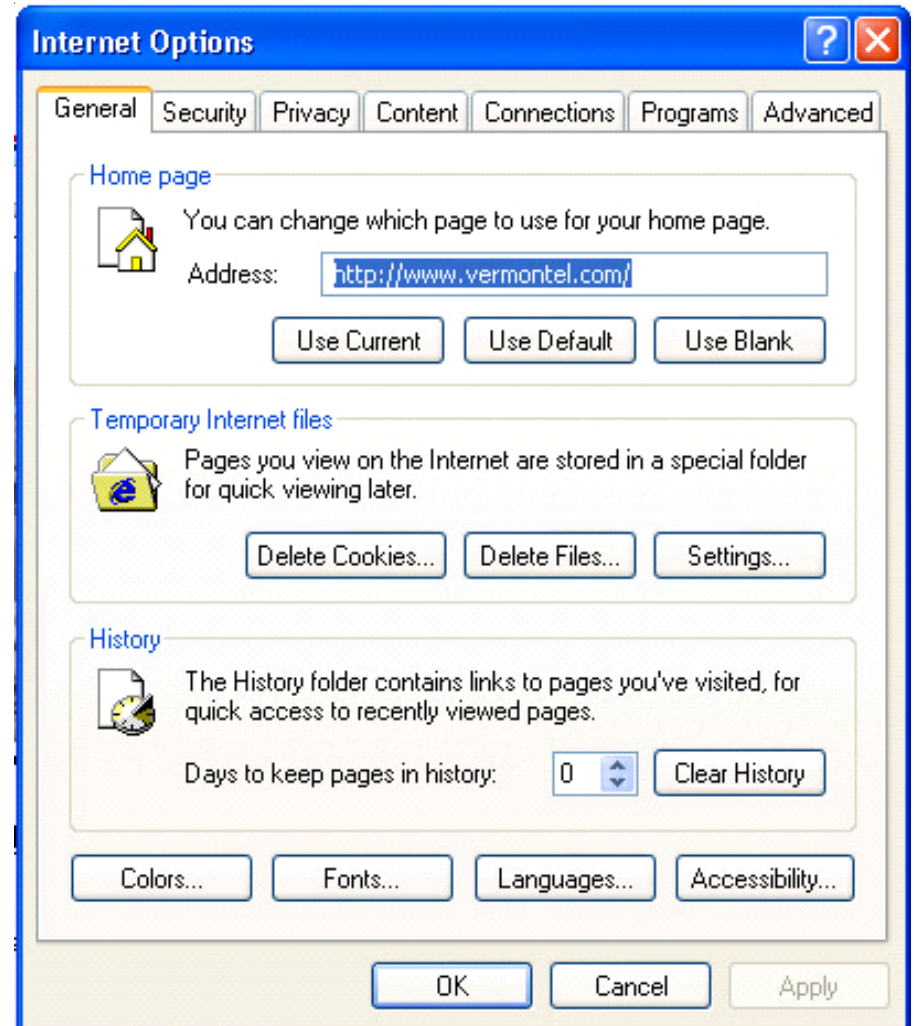 Internet Options
General Security Privacy Content Connections Programs Advanced
Home page
You can change which page to use for your home page.
Address: http://www.vermontel.com/
Use Current Use Default Use Blank
Temporary Internet files
Pages you view on the Internet are stored in a special folder
for quick viewing later.
Delete Cookies... Delete Files... Settings...
History
The History folder contains links to pages you've visited, for
quick access to recently viewed pages.
Days to keep pages in history: 0 Clear History
Colors... Fonts... Languages... Accessibility...
OK Cancel Apply